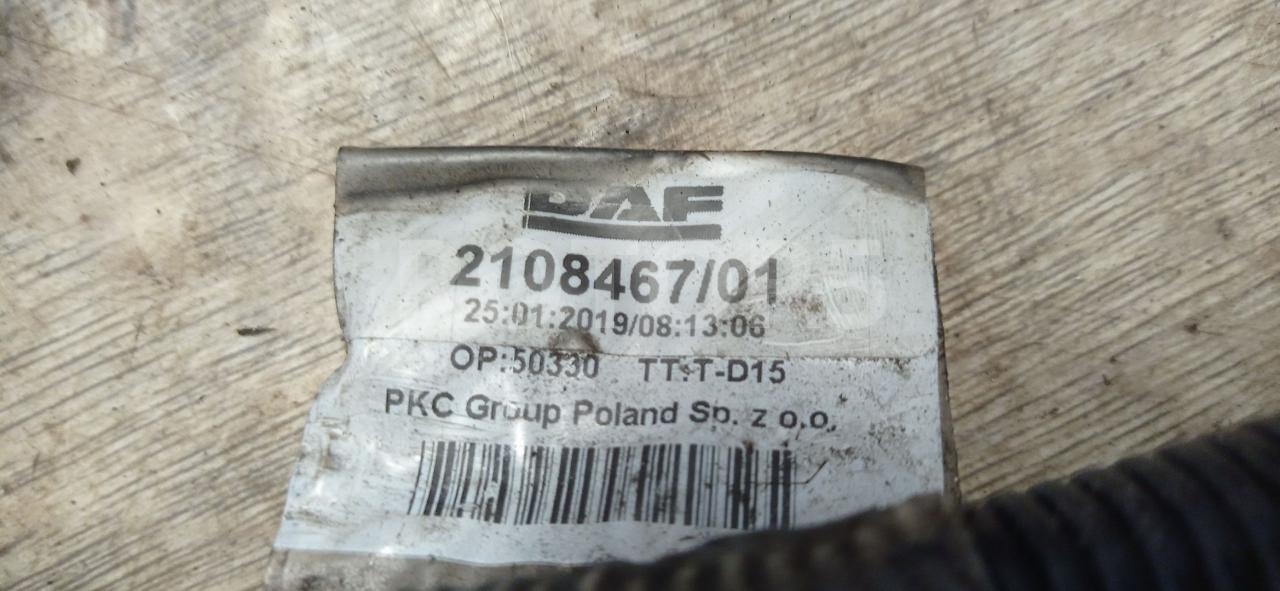 DAF
2108467/01
25:01:2019/08:13:06
OP:50330 TT:T-D15
PKC Group Poland Sp. z o.o.